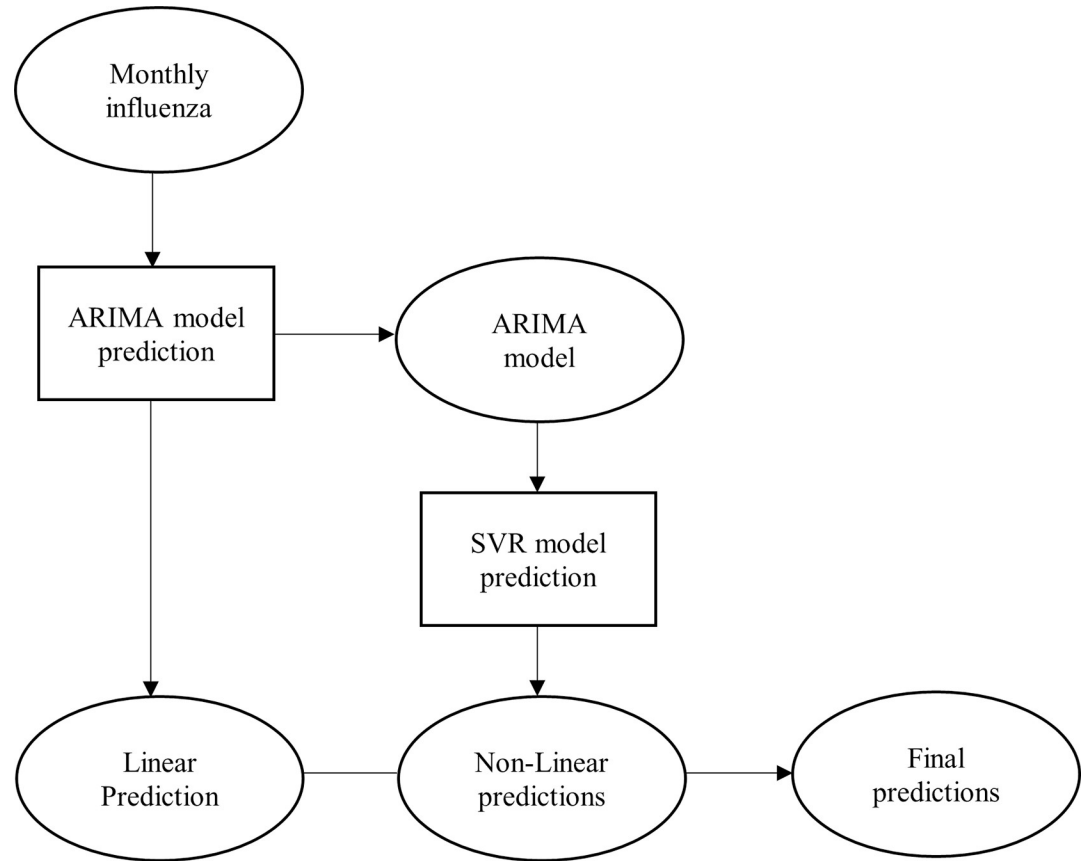 Monthly
influenza
ARIMA model
prediction
ARIMA
model
SVR model
prediction
Linear
Prediction
Non-Linear
predictions
Final
predictions